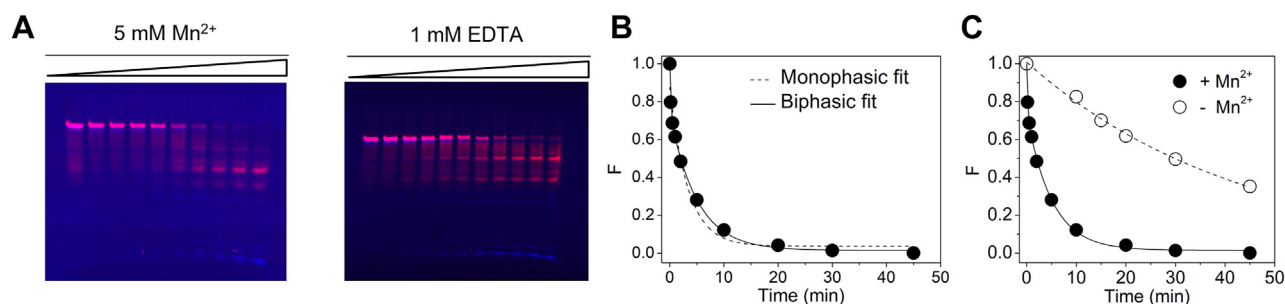 A
5 mM Mn²⁺
1 mM EDTA
B
Monophasic fit
Biphasic fit
F
1.0
0.8
0.6
0.4
0.2
0.0
0 10 20 30 40 50
Time (min)
C
+ Mn²⁺
- Mn²⁺
F
1.0
0.8
0.6
0.4
0.2
0.0
0 10 20 30 40 50
Time (min)